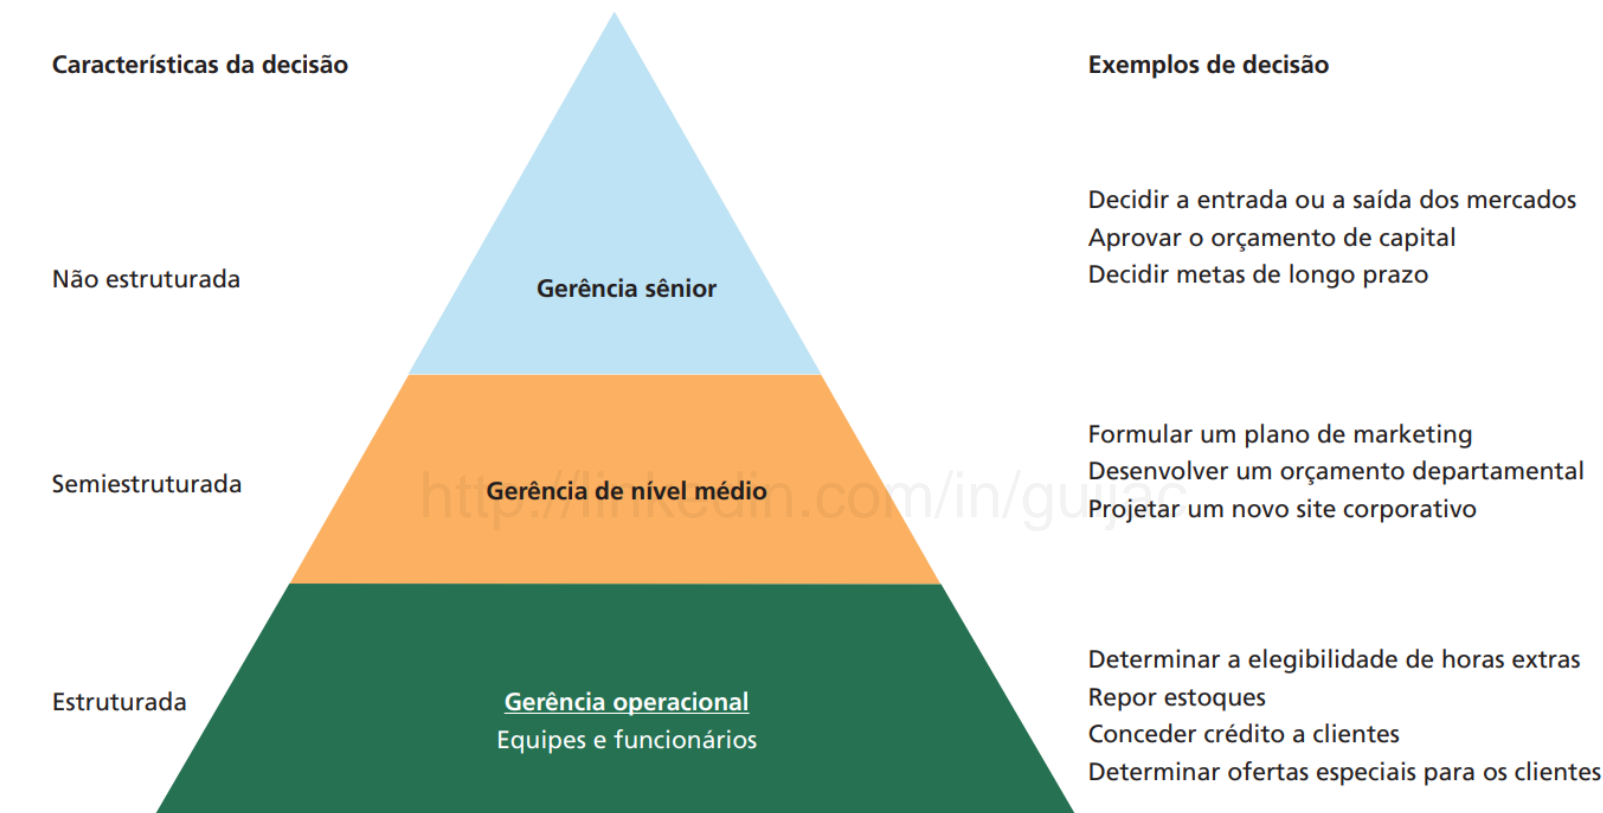 Características da decisão
Exemplos de decisão
Decidir a entrada ou a saída dos mercados
Aprovar o orçamento de capital
Decidir metas de longo prazo
Não estruturada
Gerência sênior
Formular um plano de marketing
Desenvolver um orçamento departamental
Projetar um novo site corporativo
Semiestruturada
Gerência de nível médio
http://linkedin.com/in/guijac
Determinar a elegibilidade de horas extras
Repor estoques
Conceder crédito a clientes
Determinar ofertas especiais para os clientes
Estruturada
Gerência operacional
Equipes e funcionários